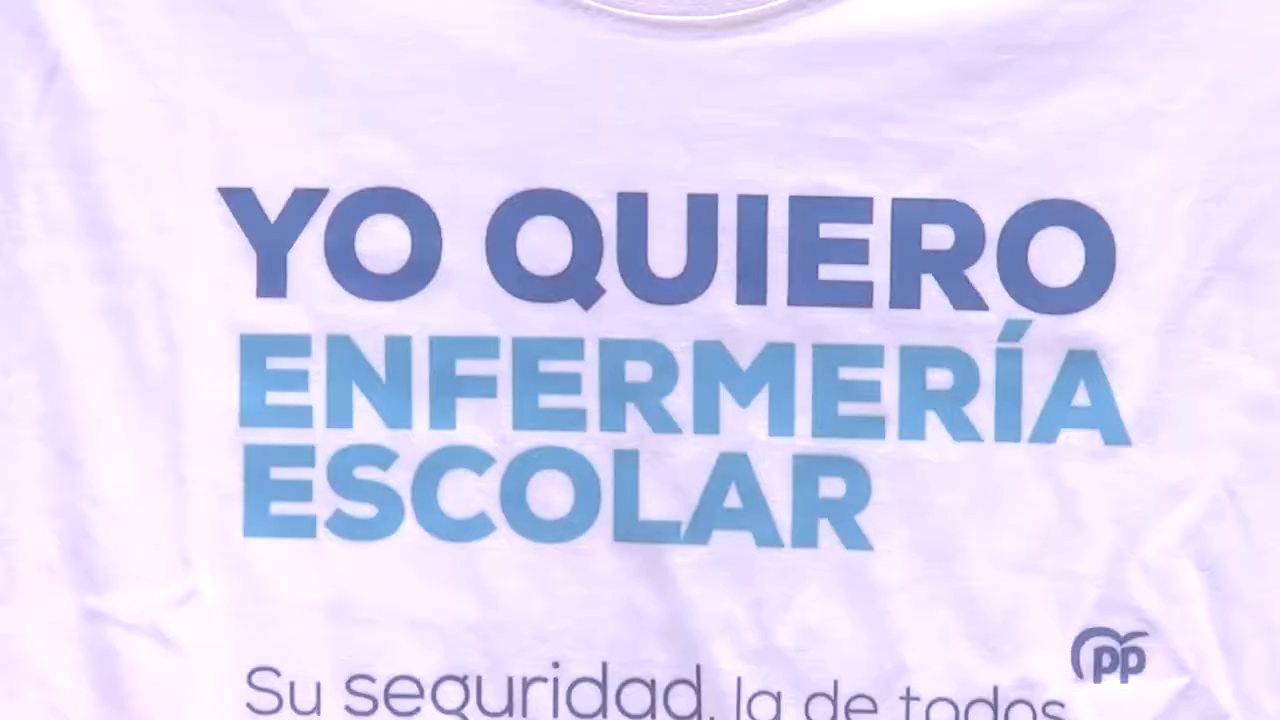 YO QUIERO
ENFERMERÍA
ESCOLAR
Su seguridad, la de todos
pp